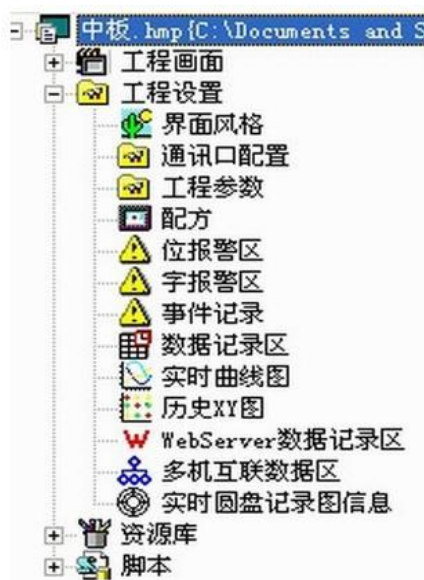 中板.hmp{C:\Documents and S
工程画面
工程设置
界面风格
通讯口配置
工程参数
配方
位报警区
字报警区
事件记录
数据记录区
实时曲线图
历史XY图
WebServer数据记录区
多机互联数据区
实时圆盘记录图信息
资源库
脚本